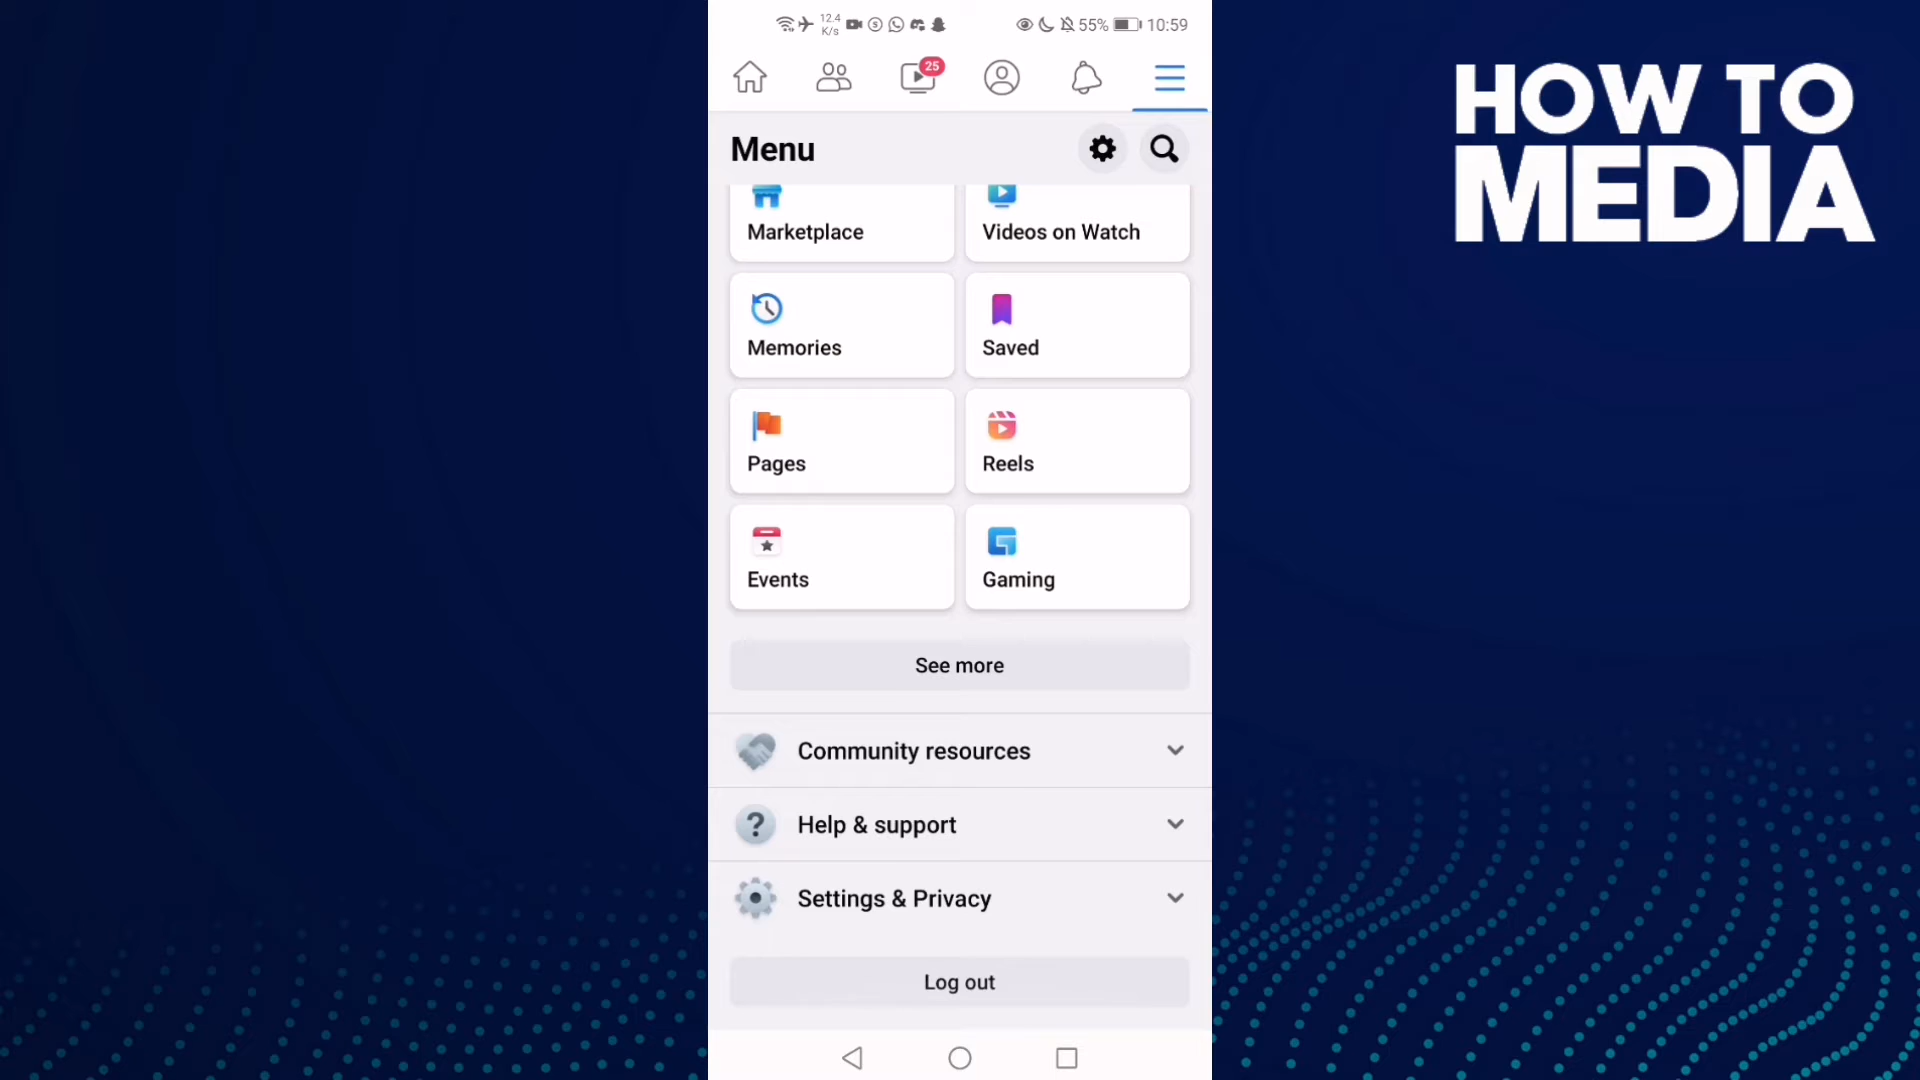 12.4
K/s
55%
10:59
25
HOW TO
MEDIA
Menu
Marketplace
Videos on Watch
Memories
Saved
Pages
Reels
Events
Gaming
See more
Community resources
Help & support
Settings & Privacy
Log out